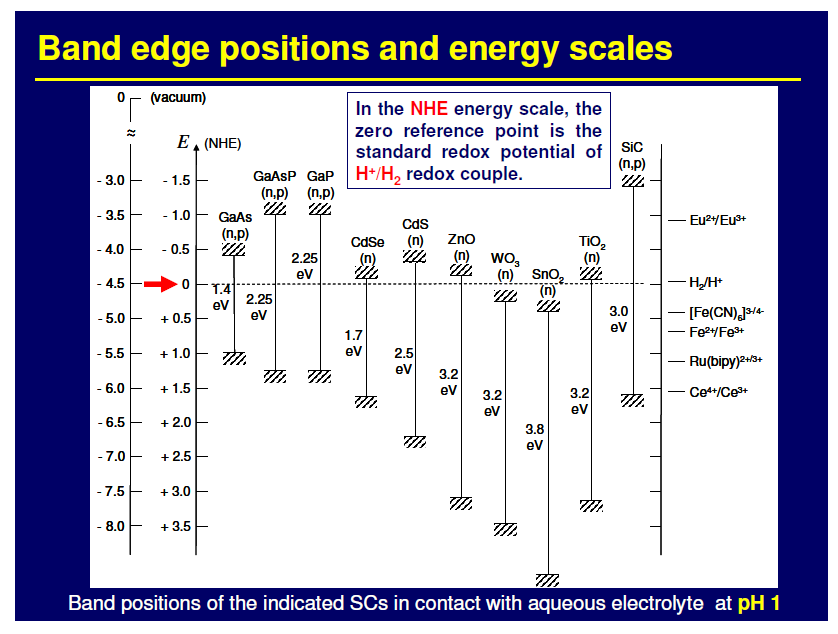 Band edge positions and energy scales
0 (vacuum)
≈
E (NHE)
In the NHE energy scale, the
zero reference point is the
standard redox potential of
H⁺/H₂ redox couple.
- 3.0
- 3.5
- 4.0
- 4.5
- 5.0
- 5.5
- 6.0
- 6.5
- 7.0
- 7.5
- 8.0
- 1.5
- 1.0
- 0.5
0
+ 0.5
+ 1.0
+ 1.5
+ 2.0
+ 2.5
+ 3.0
+ 3.5
GaAs
(n,p)
1.4
eV
GaAsP
(n,p)
2.25
eV
GaP
(n,p)
2.25
eV
CdSe
(n)
1.7
eV
CdS
(n)
2.5
eV
ZnO
(n)
3.2
eV
WO₃
(n)
3.2
eV
SnO₂
(n)
3.8
eV
TiO₂
(n)
3.2
eV
SiC
(n,p)
3.0
eV
Eu²⁺/Eu³⁺
H₂/H⁺
[Fe(CN)₆]³⁻/⁴⁻
Fe²⁺/Fe³⁺
Ru(bipy)²⁺/³⁺
Ce⁴⁺/Ce³⁺
Band positions of the indicated SCs in contact with aqueous electrolyte at pH 1